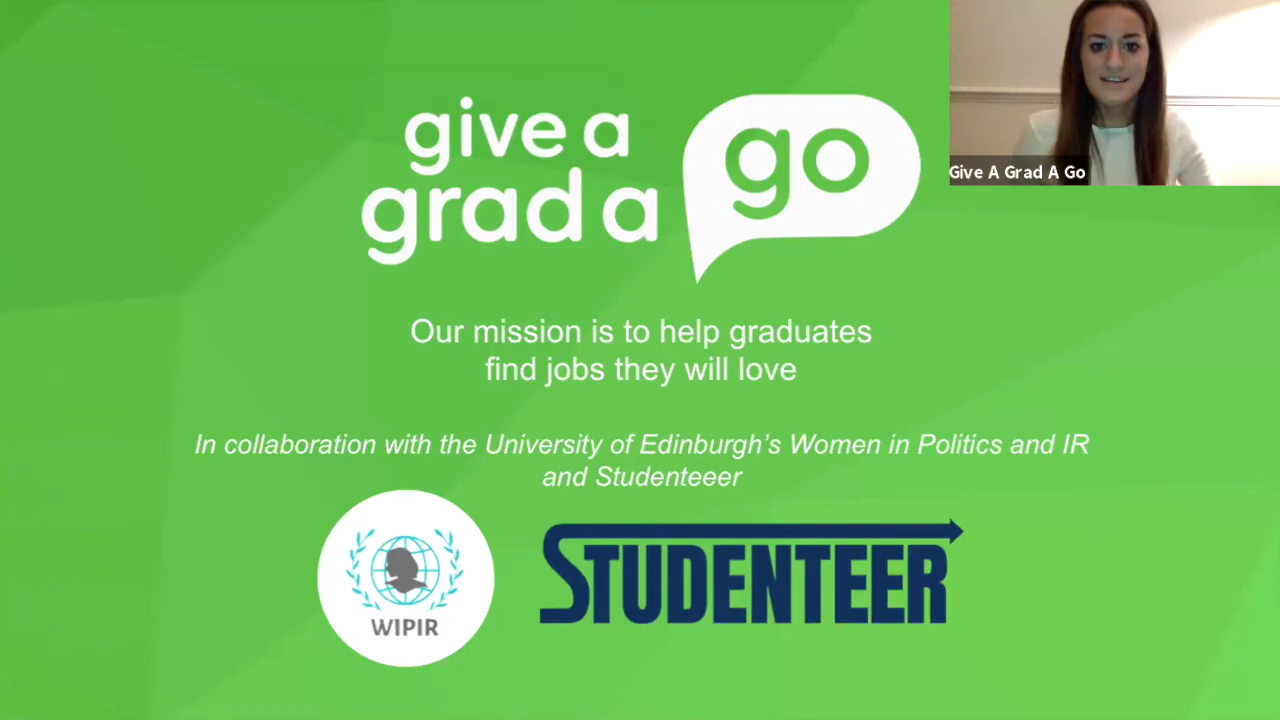 give a
grad a
go
Give A Grad A Go
Our mission is to help graduates
find jobs they will love
In collaboration with the University of Edinburgh's Women in Politics and IR
and Studenteeer
WIPIR
STUDENTEER